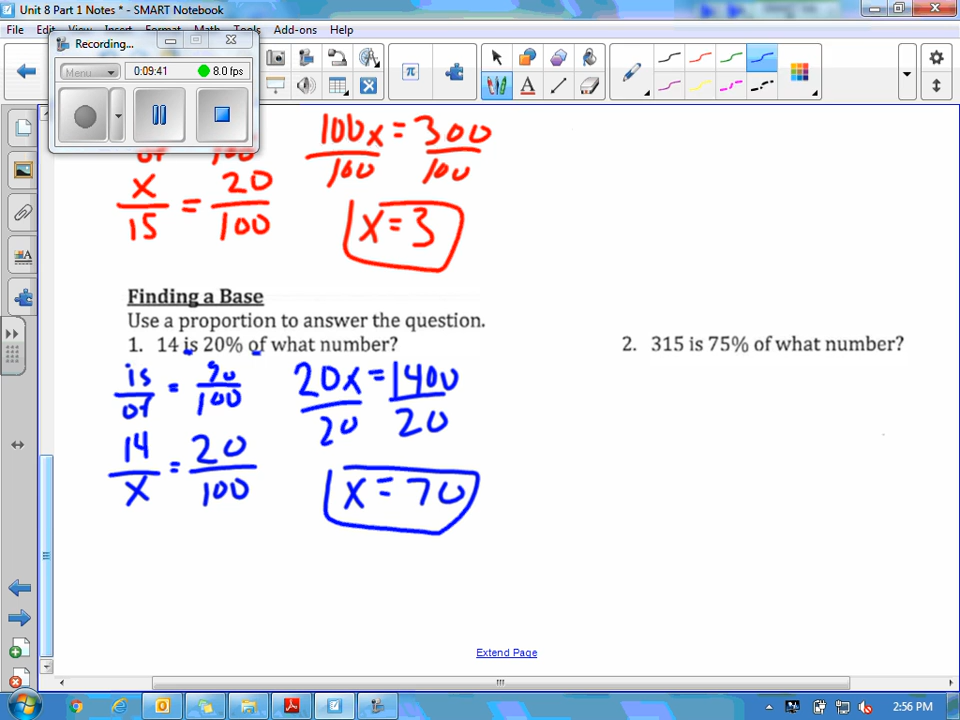 Unit 8 Part 1 Notes * - SMART Notebook
File Edit View Insert Format Math Tools Add-ons Help
Recording...
Menu 0:09:41 8.0 fps
100x = 300
100 100
of 100
x = 20
15 100
x = 3
Finding a Base
Use a proportion to answer the question.
1. 14 is 20% of what number?
2. 315 is 75% of what number?
is = %
of 100
20x = 1400
20 20
14 = 20
x 100
x = 70
Extend Page
2:56 PM